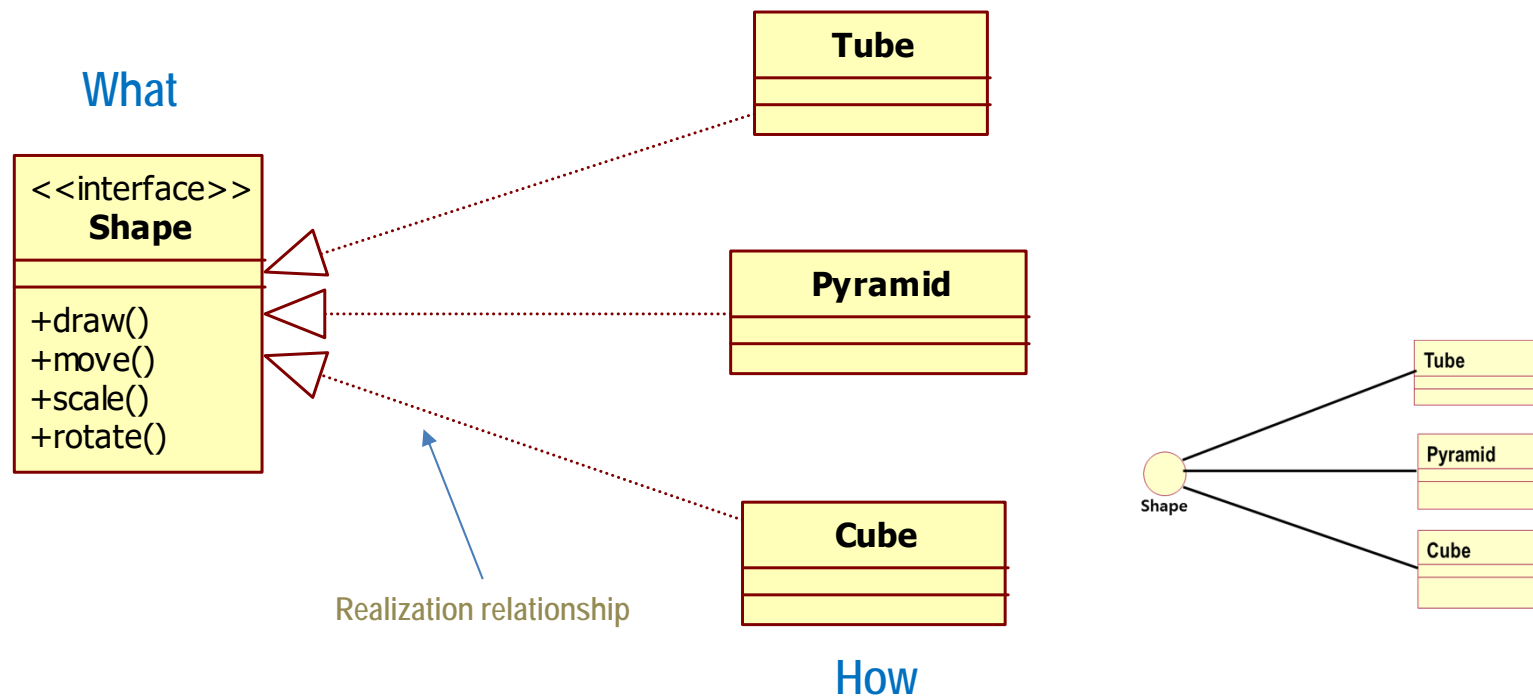 What
<<interface>>
Shape
+draw()
+move()
+scale()
+rotate()
Tube
Pyramid
Cube
Realization relationship
How
Tube
Pyramid
Cube
Shape